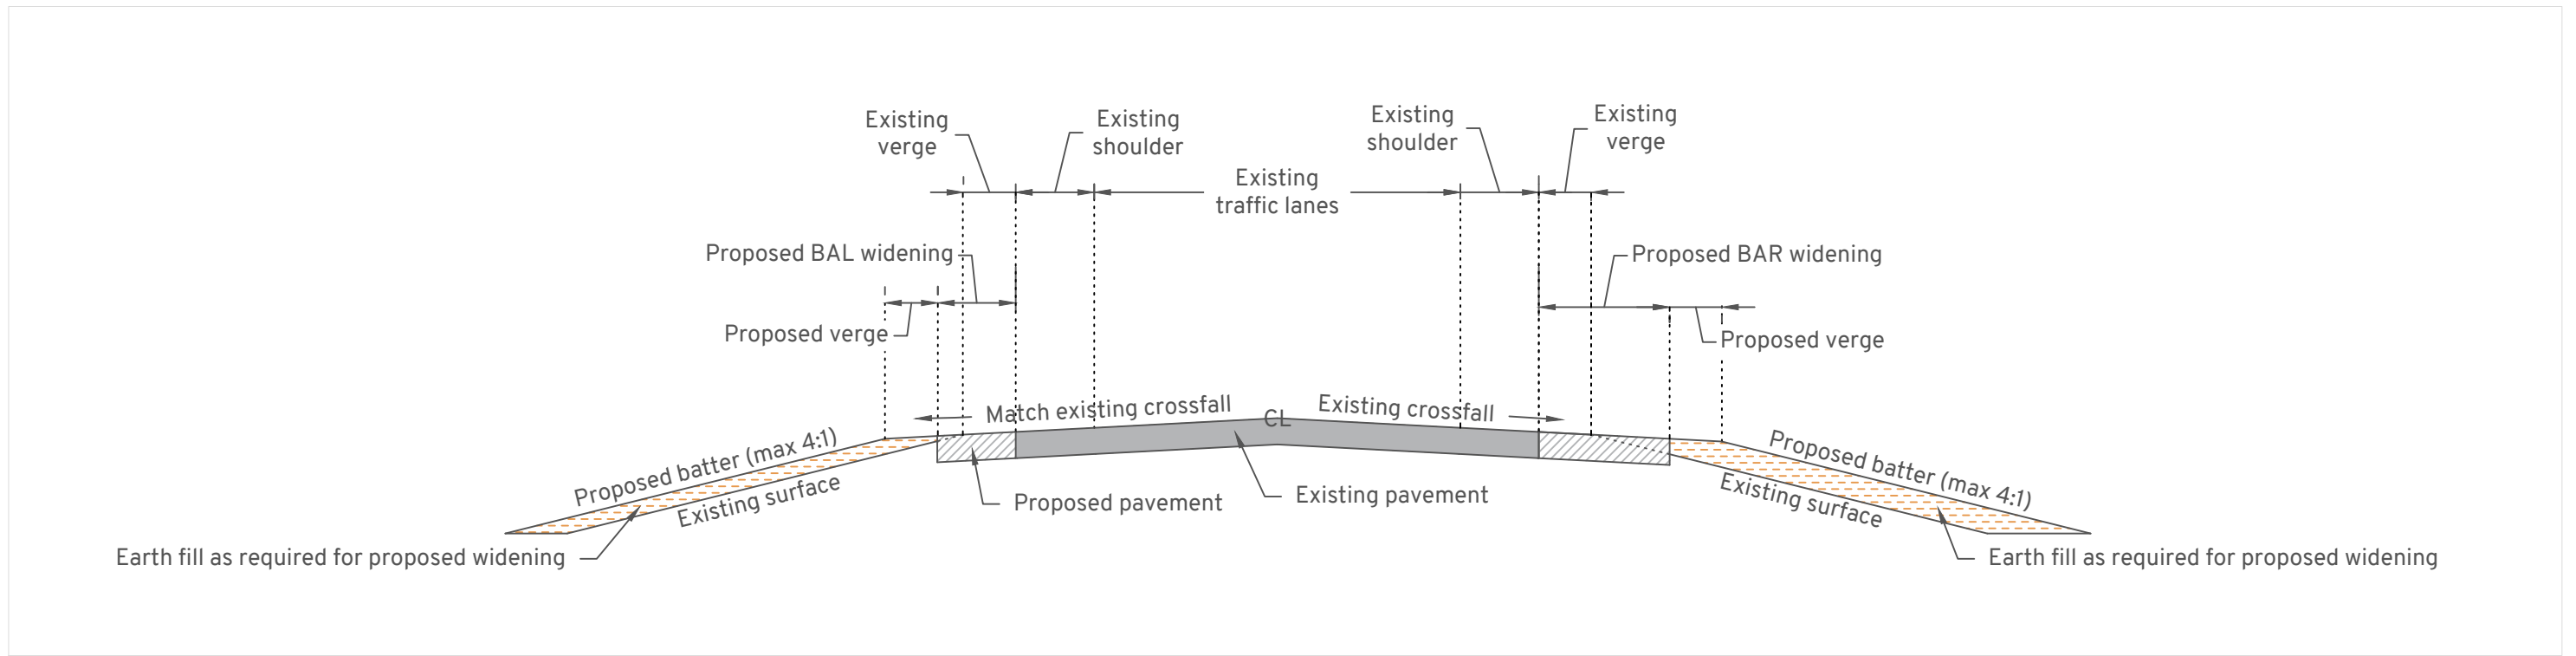 Existing
verge
Existing
shoulder
Existing
shoulder
Existing
verge
Existing
traffic lanes
Proposed BAL widening
Proposed BAR widening
Proposed verge
Proposed verge
Match existing crossfall
CL
Existing crossfall
Proposed batter (max 4:1)
Existing surface
Proposed batter (max 4:1)
Existing surface
Proposed pavement
Existing pavement
Earth fill as required for proposed widening
Earth fill as required for proposed widening